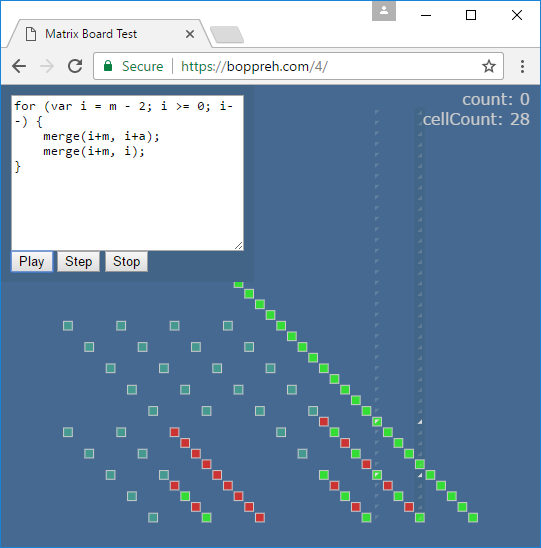 Matrix Board Test
Secure https://boppreh.com/4/
count: 0
cellCount: 28
for (var i = m - 2; i >= 0; i-
-) {
    merge(i+m, i+a);
    merge(i+m, i);
}
Play Step Stop